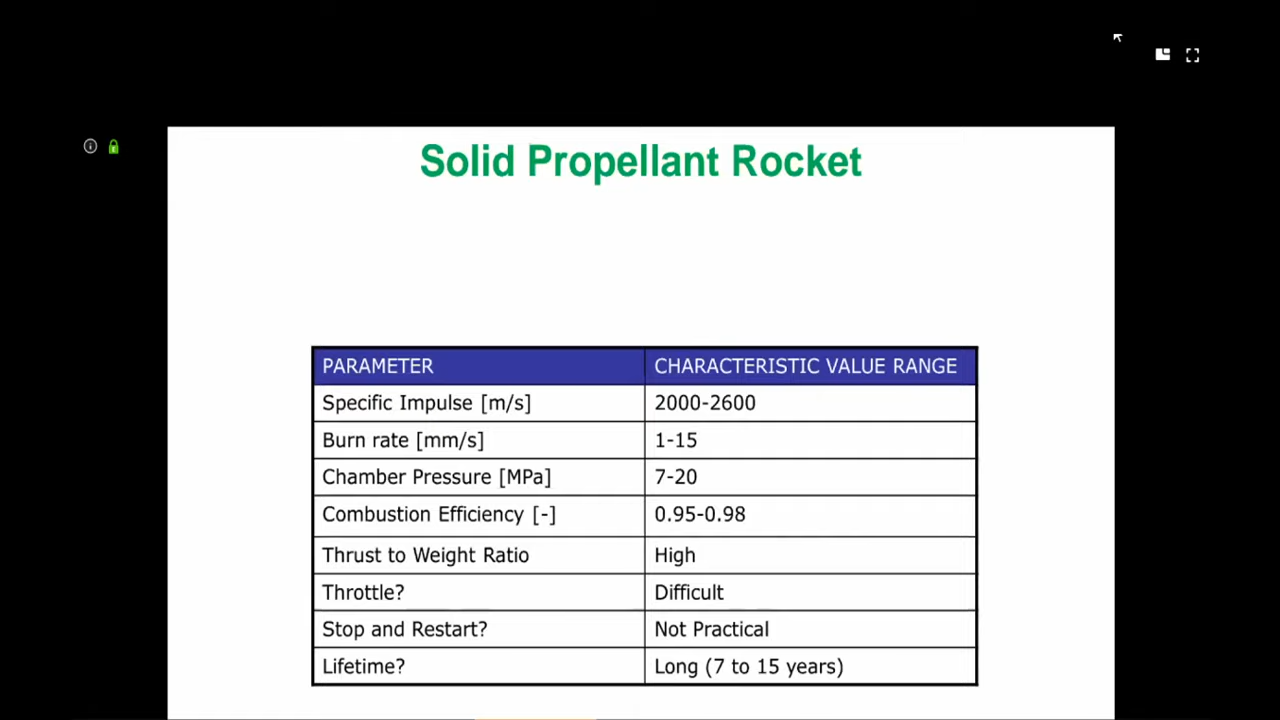 Solid Propellant Rocket
PARAMETER CHARACTERISTIC VALUE RANGE
Specific Impulse [m/s] 2000-2600
Burn rate [mm/s] 1-15
Chamber Pressure [MPa] 7-20
Combustion Efficiency [-] 0.95-0.98
Thrust to Weight Ratio High
Throttle? Difficult
Stop and Restart? Not Practical
Lifetime? Long (7 to 15 years)